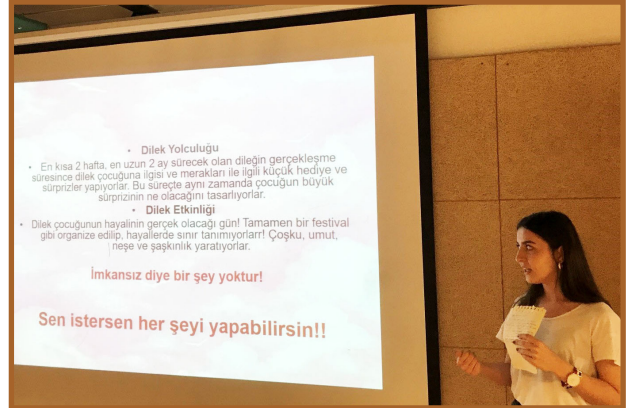 • Dilek Yolculuğu
• En kısa 2 hafta, en uzun 2 ay sürecek olan dileğin gerçekleşme
süresince dilek çocuğuna ilgisi ve merakları ile ilgili küçük hediye ve
sürprizler yapıyorlar. Bu süreçte aynı zamanda çocuğun büyük
sürprizinin ne olacağını tasarlıyorlar.
• Dilek Etkinliği
• Dilek çocuğunun hayalinin gerçek olacağı gün! Tamamen bir festival
gibi organize edilip, hayallerde sınır tanımıyorlarr! Coşku, umut,
neşe ve şaşkınlık yaratıyorlar.
İmkansız diye bir şey yoktur!
Sen istersen her şeyi yapabilirsin!!